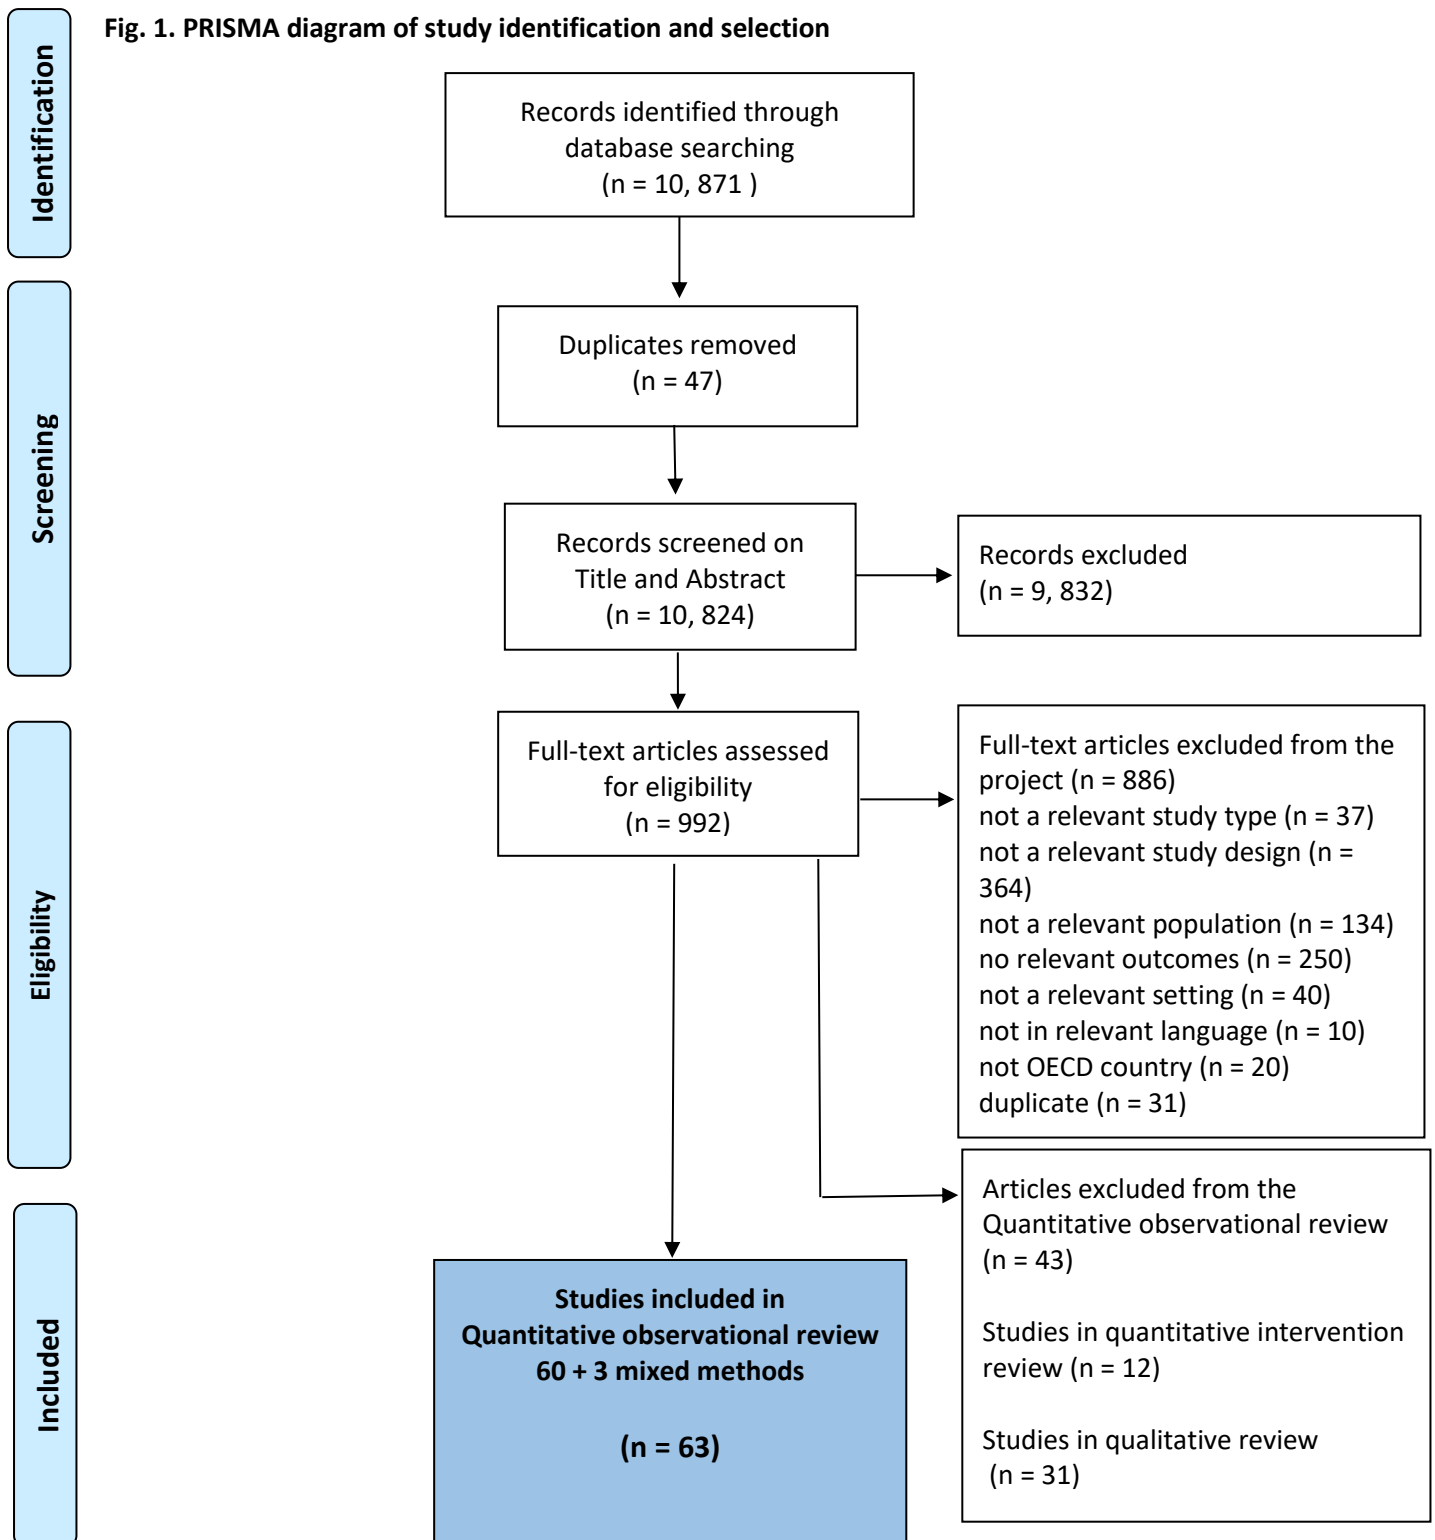 Fig. 1. PRISMA diagram of study identification and selection
Identification
Records identified through
database searching
(n = 10, 871 )
Screening
Duplicates removed
(n = 47)
Records screened on
Title and Abstract
(n = 10, 824)
Records excluded
(n = 9, 832)
Eligibility
Full-text articles assessed
for eligibility
(n = 992)
Full-text articles excluded from the
project (n = 886)
not a relevant study type (n = 37)
not a relevant study design (n =
364)
not a relevant population (n = 134)
no relevant outcomes (n = 250)
not a relevant setting (n = 40)
not in relevant language (n = 10)
not OECD country (n = 20)
duplicate (n = 31)
Articles excluded from the
Quantitative observational review
(n = 43)
Studies in quantitative intervention
review (n = 12)
Studies in qualitative review
(n = 31)
Included
Studies included in
Quantitative observational review
60 + 3 mixed methods
(n = 63)